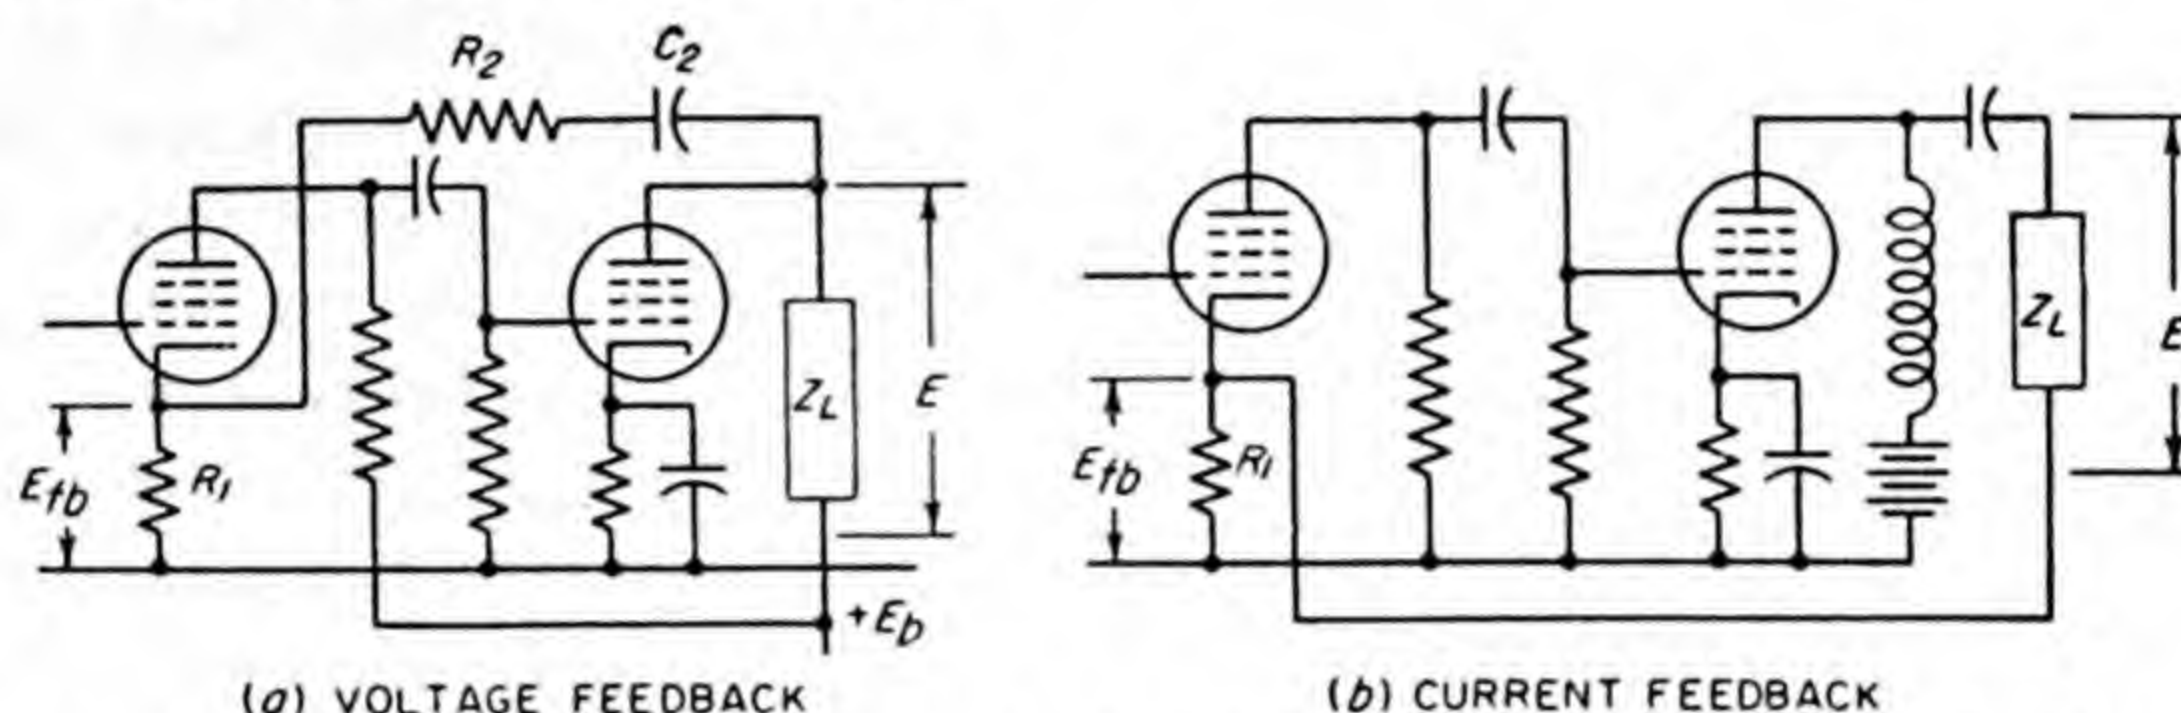 R2
C2
Efb
R1
ZL
E
+Eb
(a) VOLTAGE FEEDBACK
Efb
R1
ZL
E
(b) CURRENT FEEDBACK